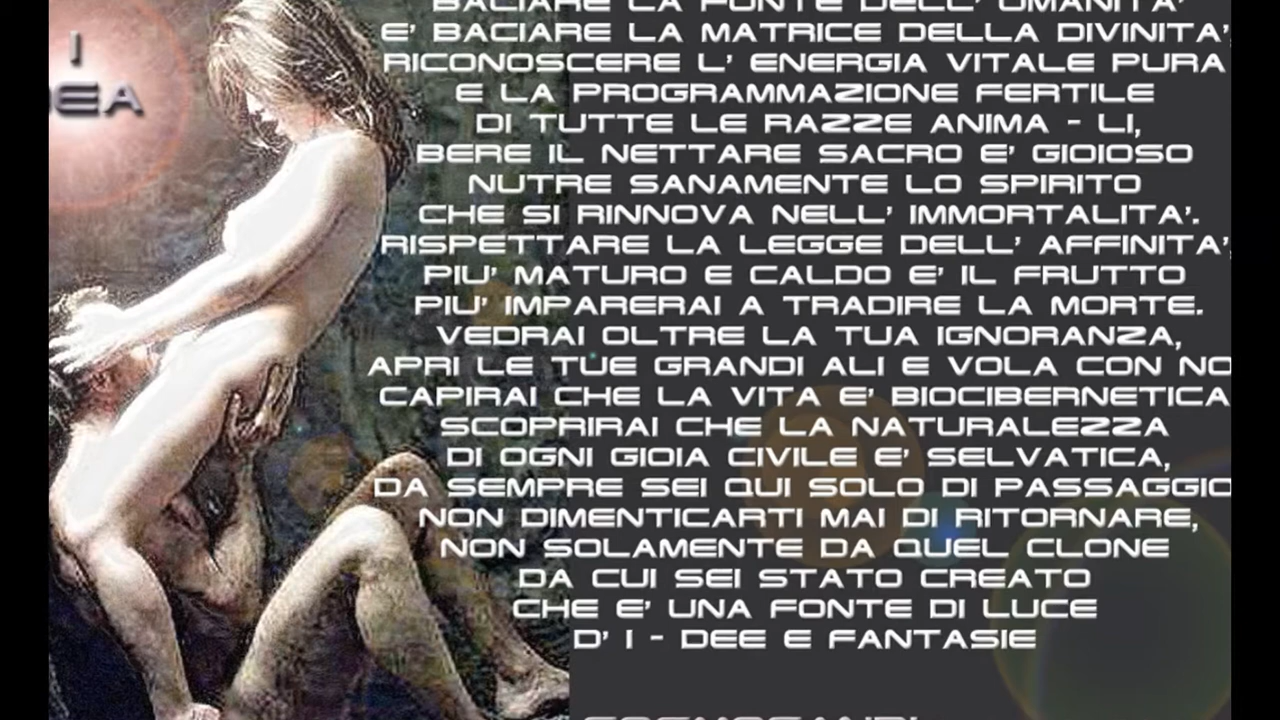 I
DEA
BACIARE LA FONTE DELL' UMANITA'
E' BACIARE LA MATRICE DELLA DIVINITA',
RICONOSCERE L' ENERGIA VITALE PURA
E LA PROGRAMMAZIONE FERTILE
DI TUTTE LE RAZZE ANIMA - LI,
BERE IL NETTARE SACRO E' GIOIOSO
NUTRE SANAMENTE LO SPIRITO
CHE SI RINNOVA NELL' IMMORTALITA'.
RISPETTARE LA LEGGE DELL' AFFINITA',
PIU' MATURO E CALDO E' IL FRUTTO
PIU' IMPARERAI A TRADIRE LA MORTE.
VEDRAI OLTRE LA TUA IGNORANZA,
APRI LE TUE GRANDI ALI E VOLA CON NO
CAPIRAI CHE LA VITA E' BIOCIBERNETICA
SCOPRIRAI CHE LA NATURALEZZA
DI OGNI GIOIA CIVILE E' SELVATICA,
DA SEMPRE SEI QUI SOLO DI PASSAGGIO
NON DIMENTICARTI MAI DI RITORNARE,
NON SOLAMENTE DA QUEL CLONE
DA CUI SEI STATO CREATO
CHE E' UNA FONTE DI LUCE
D' I - DEE E FANTASIE